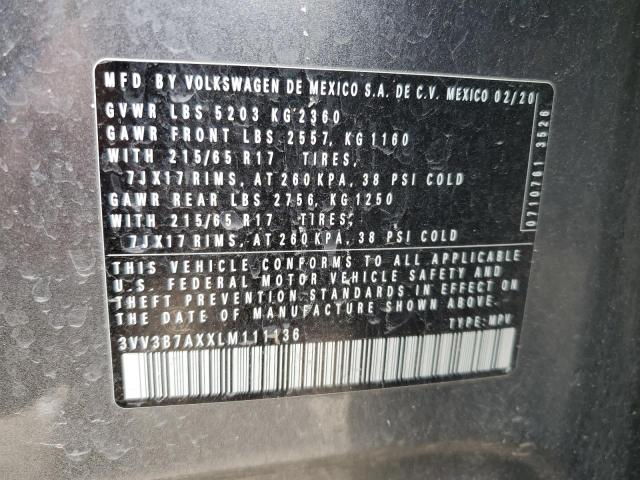 MFD BY VOLKSWAGEN DE MEXICO S.A. DE C.V. MEXICO 02/20
GVWR LBS 5203 KG 2360
GAWR FRONT LBS 2557, KG 1160
WITH 215/65 R17 TIRES,
7JX17 RIMS, AT 260 KPA, 38 PSI COLD
GAWR REAR LBS 2756, KG 1250
WITH 215/65 R17 TIRES,
7JX17 RIMS, AT 260 KPA, 38 PSI COLD
0710781 3526
THIS VEHICLE CONFORMS TO ALL APPLICABLE
U.S. FEDERAL MOTOR VEHICLE SAFETY AND
THEFT PREVENTION STANDARDS IN EFFECT ON
THE DATE OF MANUFACTURE SHOWN ABOVE.
3VV3B7AXXLM111136 TYPE: MPV